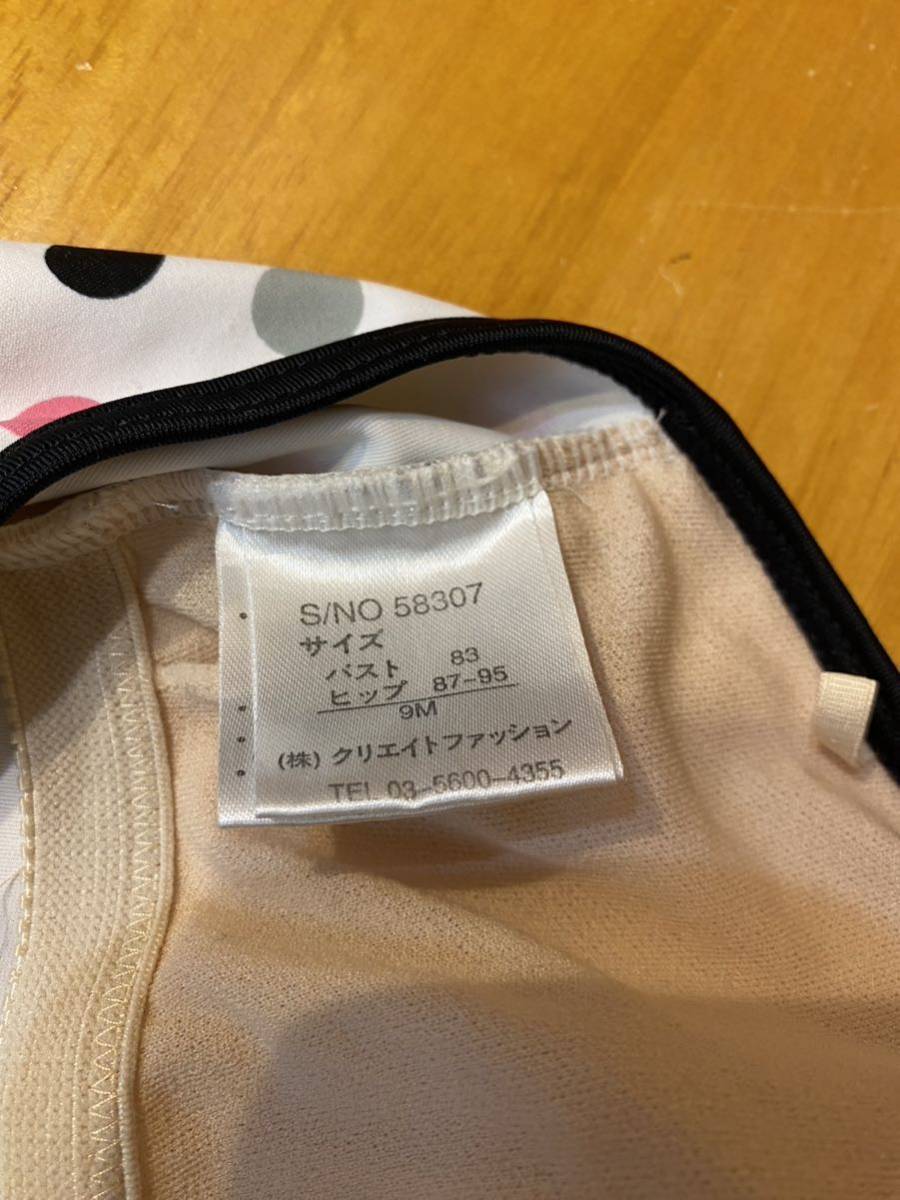 S/NO 58307
サイズ
バスト 83
ヒップ 87-95
9M
(株) クリエイトファッション
TEL 03-5600-4355